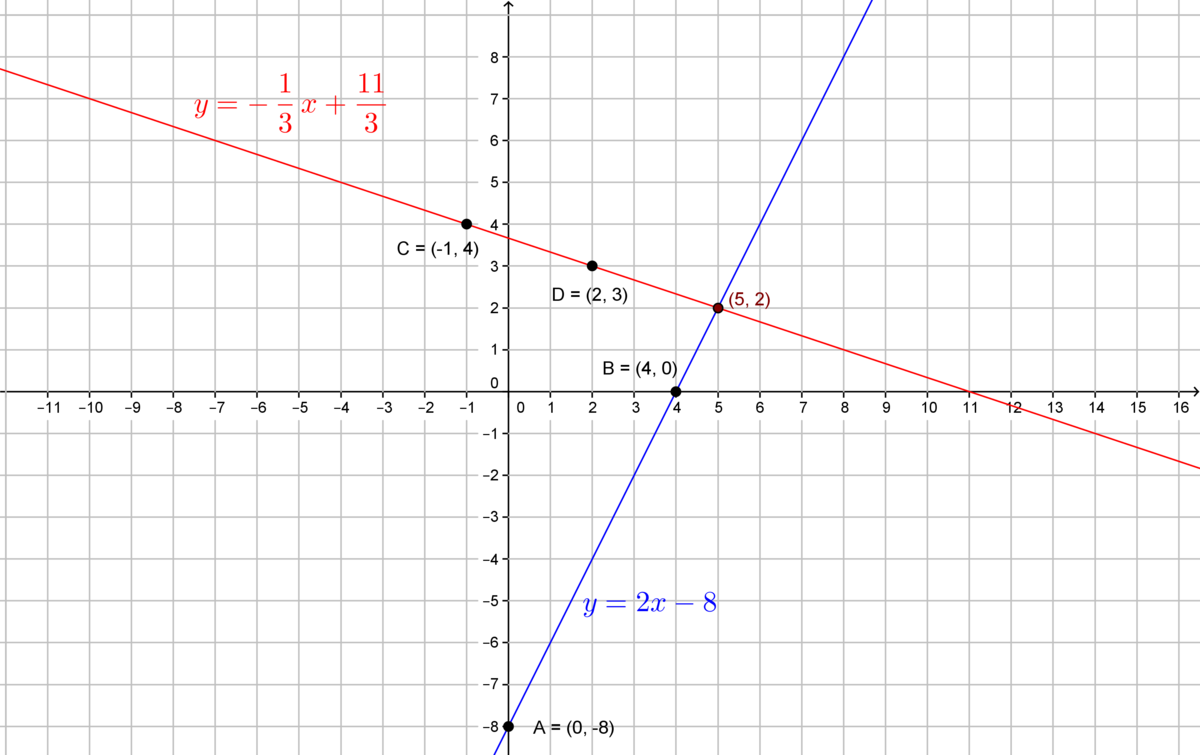 8
y = − 1/3 x + 11/3
7
6
5
4
C = (-1, 4)
3
D = (2, 3)
(5, 2)
2
1
B = (4, 0)
0
−11 −10 −9 −8 −7 −6 −5 −4 −3 −2 −1 0 1 2 3 4 5 6 7 8 9 10 11 12 13 14 15 16
−1
−2
−3
−4
−5
y = 2x − 8
−6
−7
−8
A = (0, -8)